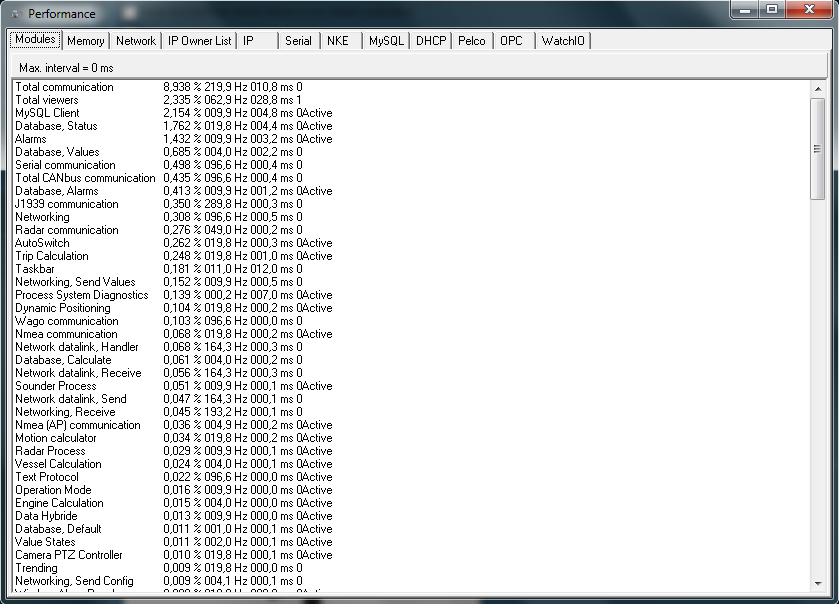 Performance
Modules Memory Network IP Owner List IP Serial NKE MySQL DHCP Pelco OPC WatchIO
Max. interval = 0 ms
Total communication 8,938 % 219,9 Hz 010,8 ms 0
Total viewers 2,335 % 062,9 Hz 028,8 ms 1
MySQL Client 2,154 % 009,9 Hz 004,8 ms 0Active
Database, Status 1,762 % 019,8 Hz 004,4 ms 0Active
Alarms 1,432 % 009,9 Hz 003,2 ms 0Active
Database, Values 0,685 % 004,0 Hz 002,2 ms 0
Serial communication 0,498 % 096,6 Hz 000,4 ms 0
Total CANbus communication 0,435 % 096,6 Hz 000,4 ms 0
Database, Alarms 0,413 % 009,9 Hz 001,2 ms 0Active
J1939 communication 0,350 % 289,8 Hz 000,3 ms 0
Networking 0,308 % 096,6 Hz 000,5 ms 0
Radar communication 0,276 % 049,0 Hz 000,2 ms 0
AutoSwitch 0,262 % 019,8 Hz 000,3 ms 0Active
Trip Calculation 0,248 % 019,8 Hz 001,0 ms 0Active
Taskbar 0,181 % 011,0 Hz 012,0 ms 0
Networking, Send Values 0,152 % 009,9 Hz 000,5 ms 0
Process System Diagnostics 0,139 % 000,2 Hz 007,0 ms 0Active
Dynamic Positioning 0,104 % 019,8 Hz 000,2 ms 0Active
Wago communication 0,103 % 096,6 Hz 000,0 ms 0
Nmea communication 0,068 % 019,8 Hz 000,2 ms 0Active
Network datalink, Handler 0,068 % 164,3 Hz 000,3 ms 0
Database, Calculate 0,061 % 004,0 Hz 000,2 ms 0
Network datalink, Receive 0,056 % 164,3 Hz 000,3 ms 0
Sounder Process 0,051 % 009,9 Hz 000,1 ms 0Active
Network datalink, Send 0,047 % 164,3 Hz 000,1 ms 0
Networking, Receive 0,045 % 193,2 Hz 000,1 ms 0
Nmea (AP) communication 0,036 % 004,9 Hz 000,2 ms 0Active
Motion calculator 0,034 % 019,8 Hz 000,2 ms 0Active
Radar Process 0,029 % 009,9 Hz 000,1 ms 0Active
Vessel Calculation 0,024 % 004,0 Hz 000,1 ms 0Active
Text Protocol 0,022 % 096,6 Hz 000,0 ms 0Active
Operation Mode 0,016 % 009,9 Hz 000,0 ms 0Active
Engine Calculation 0,015 % 004,0 Hz 000,0 ms 0Active
Data Hybride 0,013 % 009,9 Hz 000,0 ms 0Active
Database, Default 0,011 % 001,0 Hz 000,1 ms 0Active
Value States 0,011 % 002,0 Hz 000,1 ms 0Active
Camera PTZ Controller 0,010 % 019,8 Hz 000,1 ms 0Active
Trending 0,009 % 019,8 Hz 000,0 ms 0
Networking, Send Config 0,009 % 004,1 Hz 000,1 ms 0